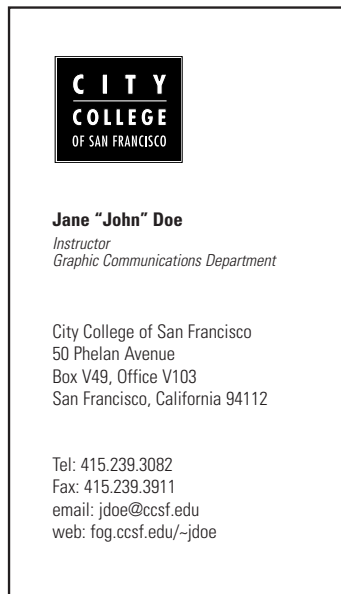 CITY
COLLEGE
OF SAN FRANCISCO
Jane “John” Doe
Instructor
Graphic Communications Department
City College of San Francisco
50 Phelan Avenue
Box V49, Office V103
San Francisco, California 94112
Tel: 415.239.3082
Fax: 415.239.3911
email: jdoe@ccsf.edu
web: fog.ccsf.edu/~jdoe